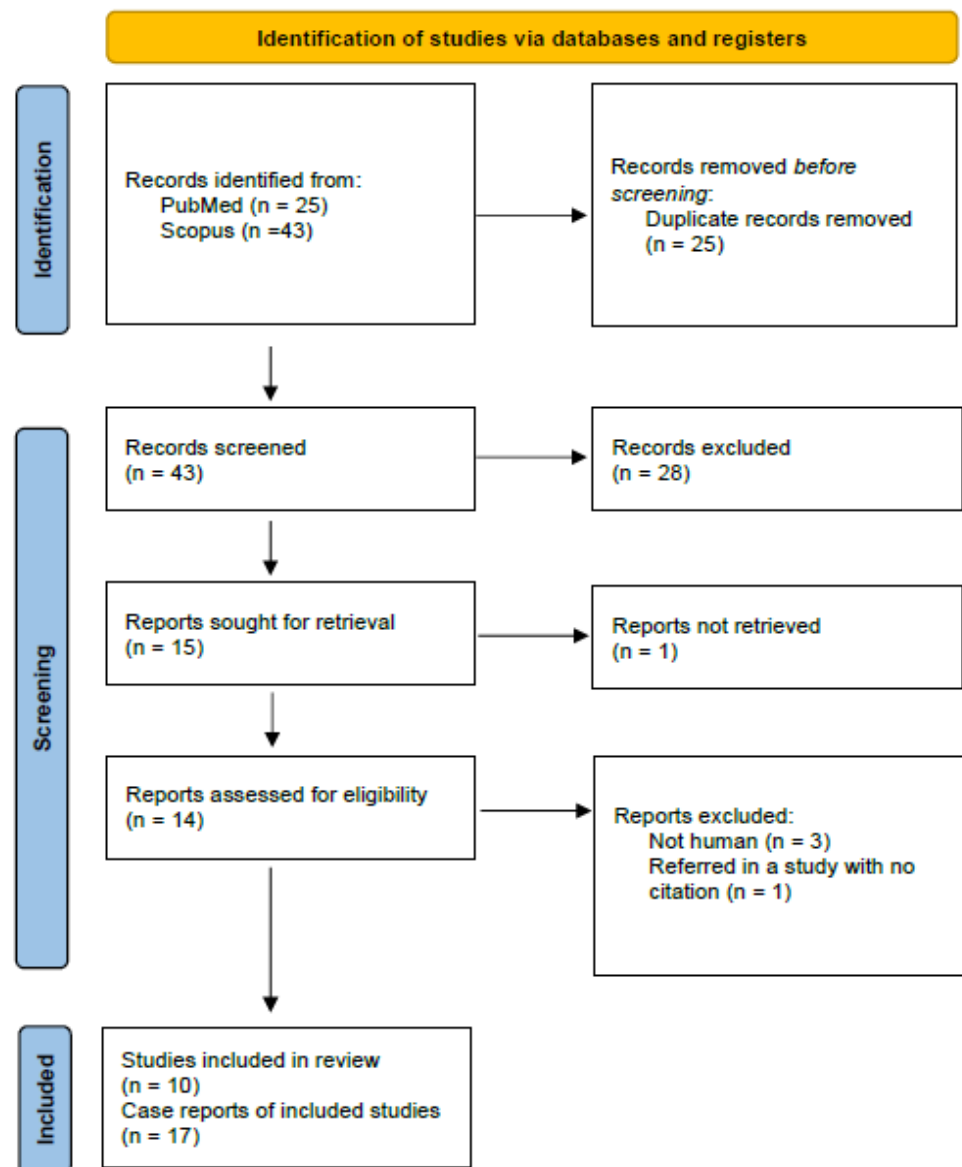 Identification of studies via databases and registers
Identification
Records identified from:
PubMed (n = 25)
Scopus (n =43)
Records removed before
screening:
Duplicate records removed
(n = 25)
Screening
Records screened
(n = 43)
Records excluded
(n = 28)
Reports sought for retrieval
(n = 15)
Reports not retrieved
(n = 1)
Reports assessed for eligibility
(n = 14)
Reports excluded:
Not human (n = 3)
Referred in a study with no
citation (n = 1)
Included
Studies included in review
(n = 10)
Case reports of included studies
(n = 17)